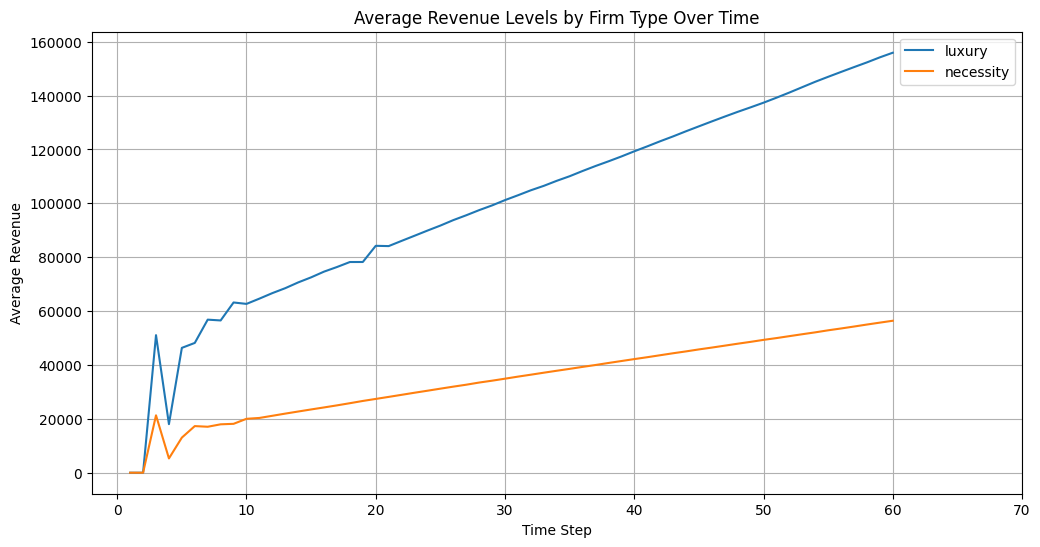 Average Revenue Levels by Firm Type Over Time
160000
140000
120000
100000
80000
60000
40000
20000
0
Average Revenue
luxury
necessity
0 10 20 30 40 50 60 70
Time Step